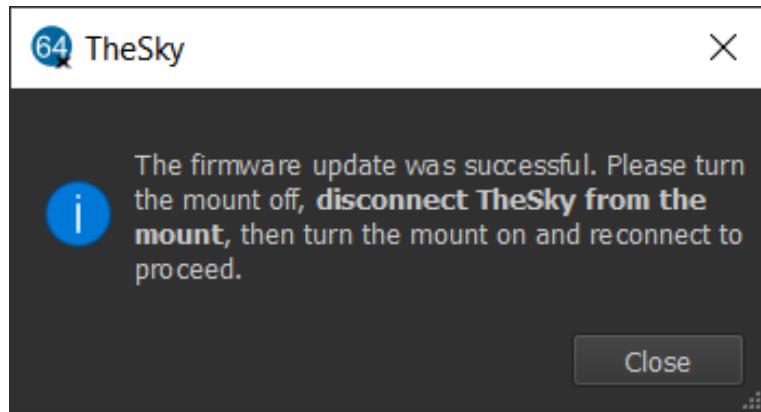 64
TheSky
The firmware update was successful. Please turn
the mount off, disconnect TheSky from the
mount, then turn the mount on and reconnect to
proceed.
Close